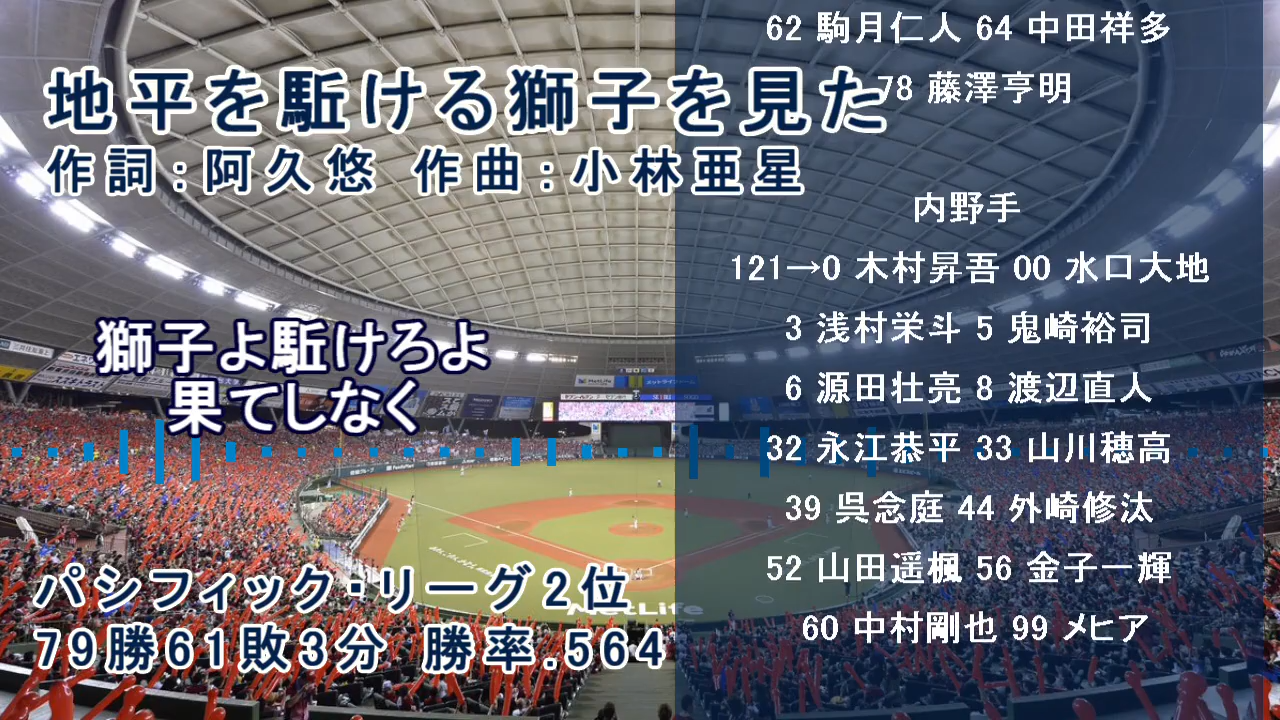 地平を駈ける獅子を見た
作詞:阿久悠 作曲:小林亜星
獅子よ駈けろよ
果てしなく
パシフィック・リーグ2位
79勝61敗3分 勝率.564
62 駒月仁人 64 中田祥多
78 藤澤亨明
内野手
121→0 木村昇吾 00 水口大地
3 浅村栄斗 5 鬼崎裕司
6 源田壮亮 8 渡辺直人
32 永江恭平 33 山川穂高
39 呉念庭 44 外崎修汰
52 山田遥楓 56 金子一輝
60 中村剛也 99 メヒア
MetLife
MetLife
FamilyMart